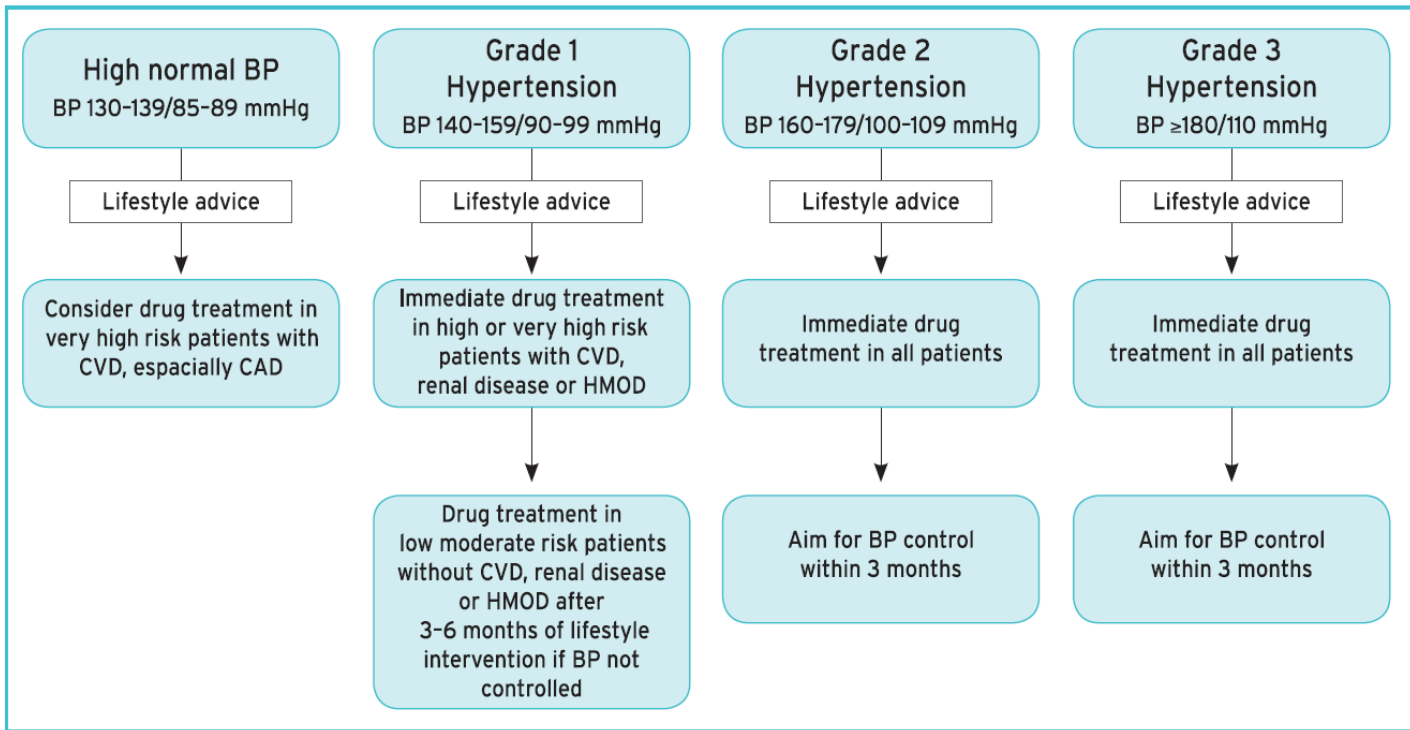 High normal BP
BP 130-139/85-89 mmHg
Lifestyle advice
Consider drug treatment in
very high risk patients with
CVD, espacially CAD
Grade 1
Hypertension
BP 140-159/90-99 mmHg
Lifestyle advice
Immediate drug treatment
in high or very high risk
patients with CVD,
renal disease or HMOD
Drug treatment in
low moderate risk patients
without CVD, renal disease
or HMOD after
3-6 months of lifestyle
intervention if BP not
controlled
Grade 2
Hypertension
BP 160-179/100-109 mmHg
Lifestyle advice
Immediate drug
treatment in all patients
Aim for BP control
within 3 months
Grade 3
Hypertension
BP ≥180/110 mmHg
Lifestyle advice
Immediate drug
treatment in all patients
Aim for BP control
within 3 months